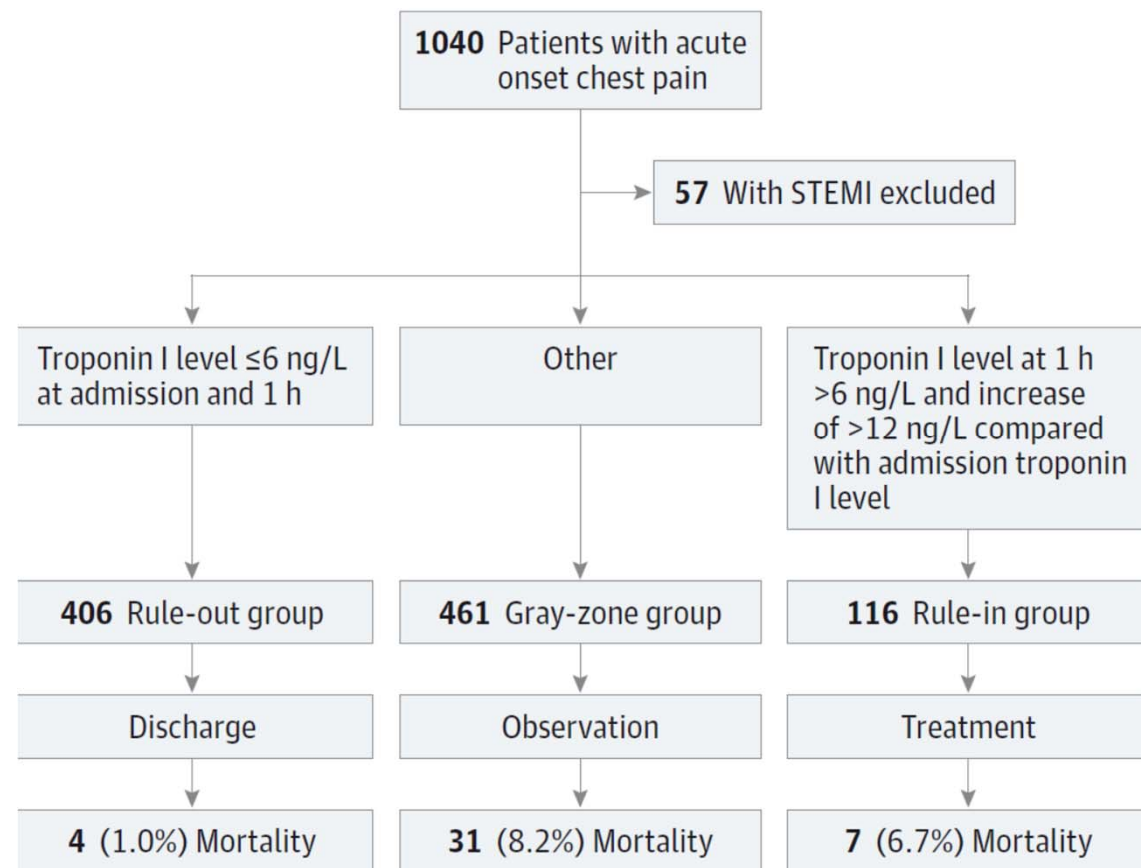 1040 Patients with acute
onset chest pain
57 With STEMI excluded
Troponin I level ≤6 ng/L
at admission and 1 h
Other
Troponin I level at 1 h
>6 ng/L and increase
of >12 ng/L compared
with admission troponin
I level
406 Rule-out group
461 Gray-zone group
116 Rule-in group
Discharge
Observation
Treatment
4 (1.0%) Mortality
31 (8.2%) Mortality
7 (6.7%) Mortality